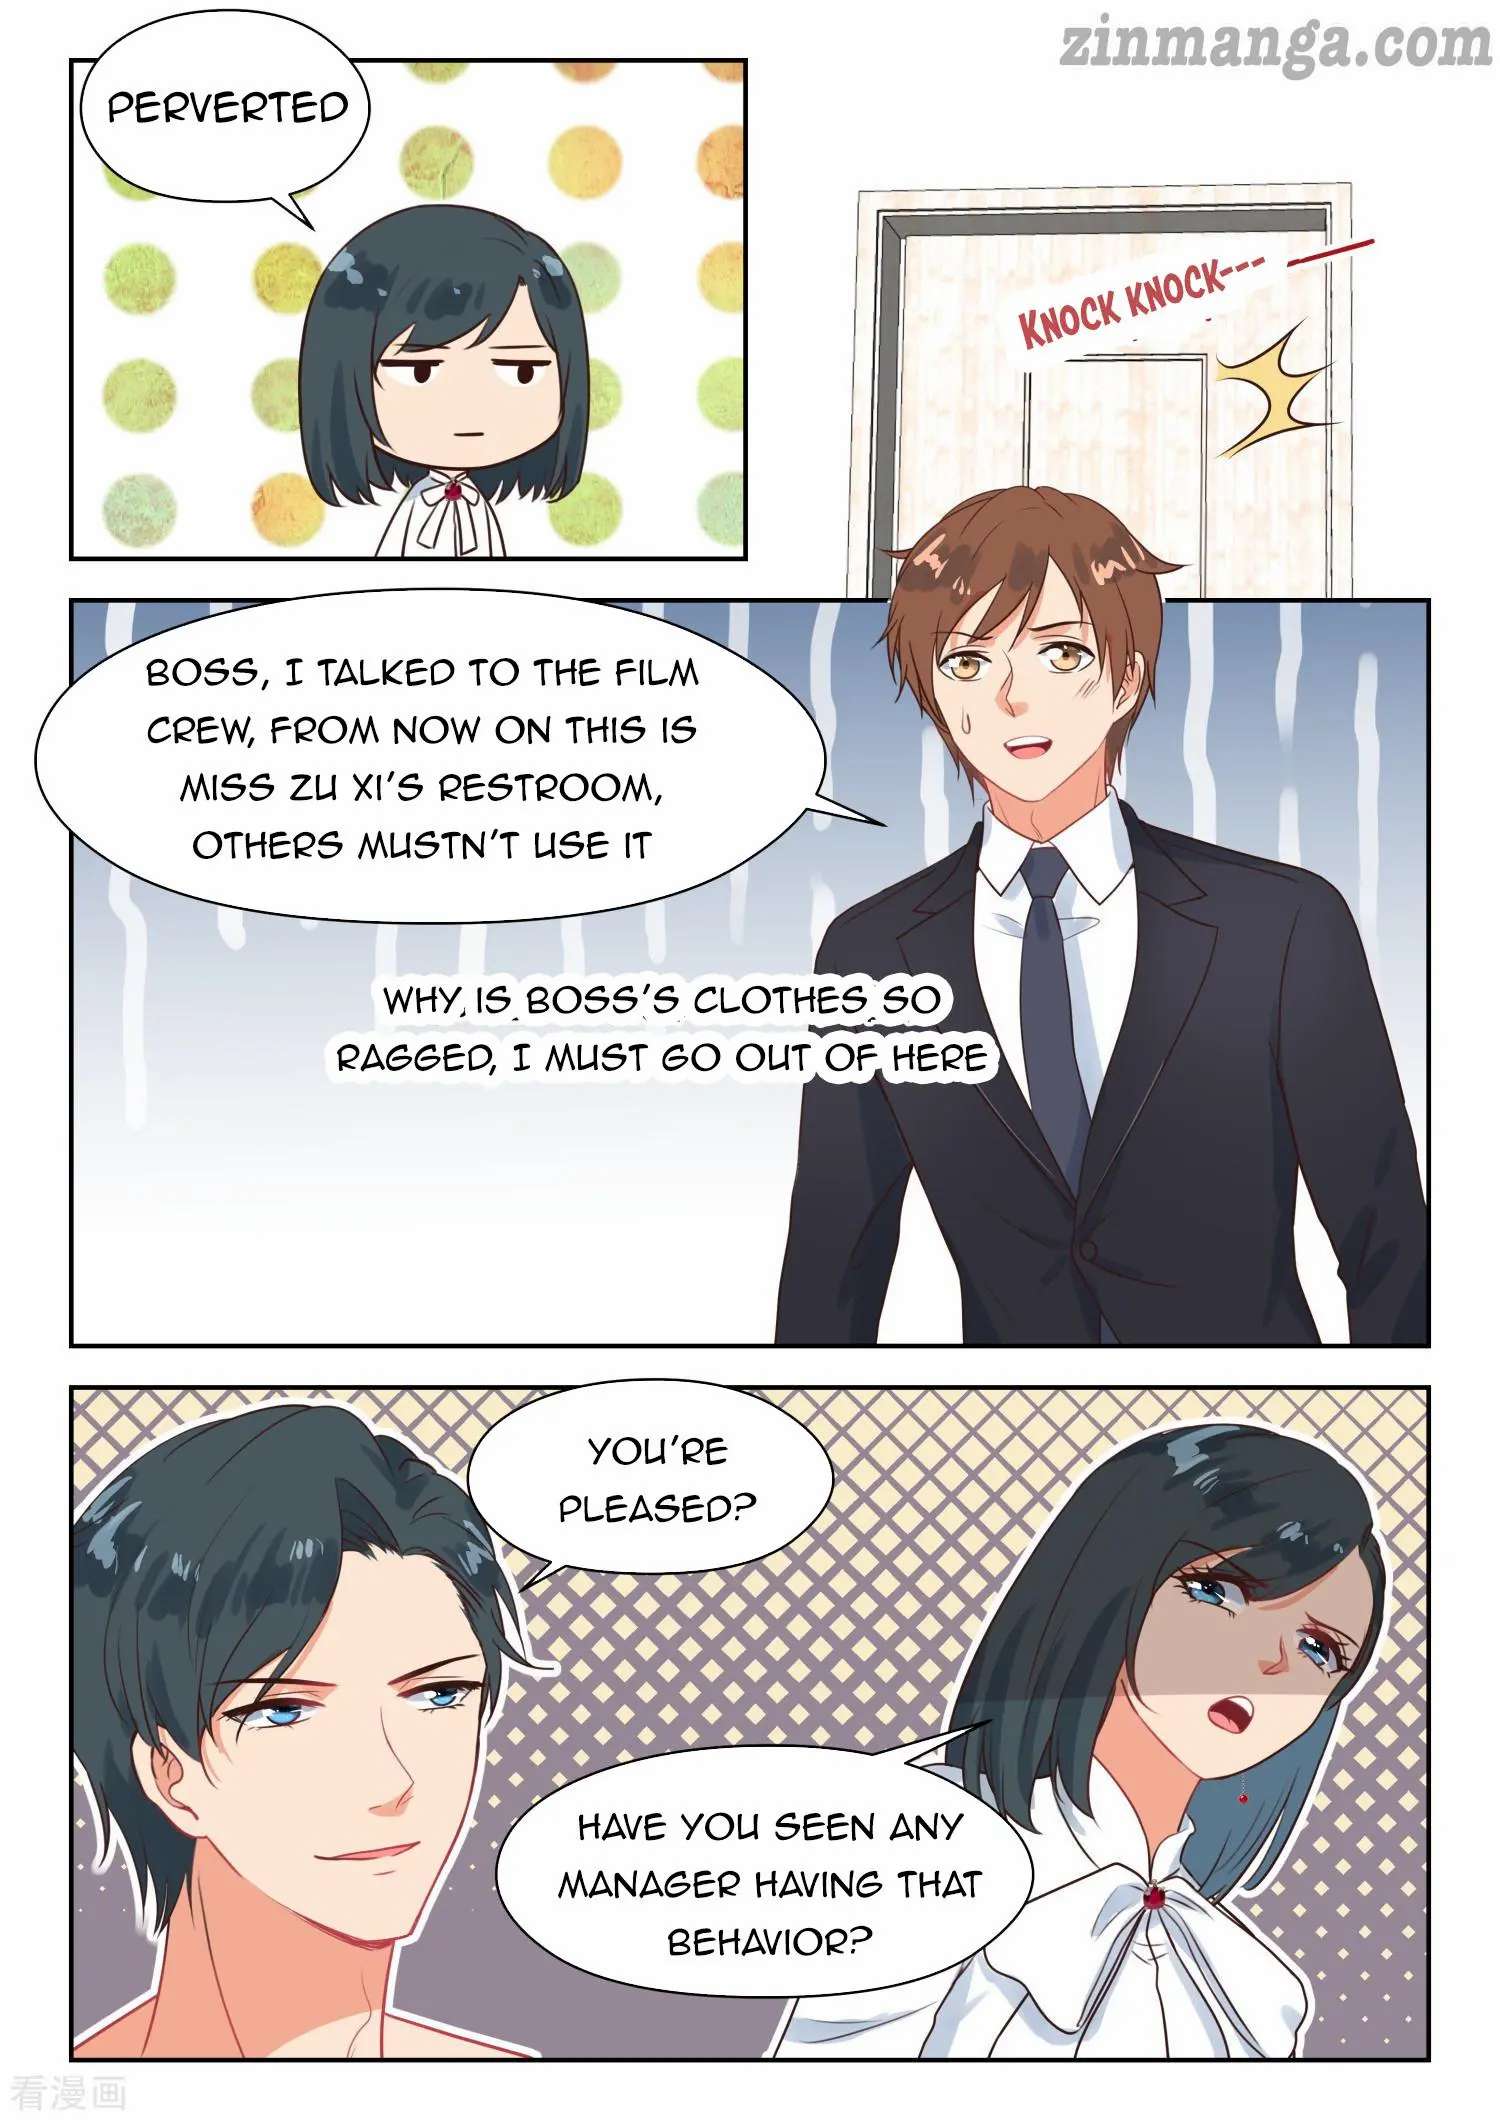 zinmanga.com
PERVERTED
KNOCK KNOCK---
BOSS, I TALKED TO THE FILM
CREW, FROM NOW ON THIS IS
MISS ZU XI'S RESTROOM,
OTHERS MUSTN'T USE IT
WHY IS BOSS'S CLOTHES SO
RAGGED, I MUST GO OUT OF HERE
YOU'RE
PLEASED?
HAVE YOU SEEN ANY
MANAGER HAVING THAT
BEHAVIOR?
看漫画